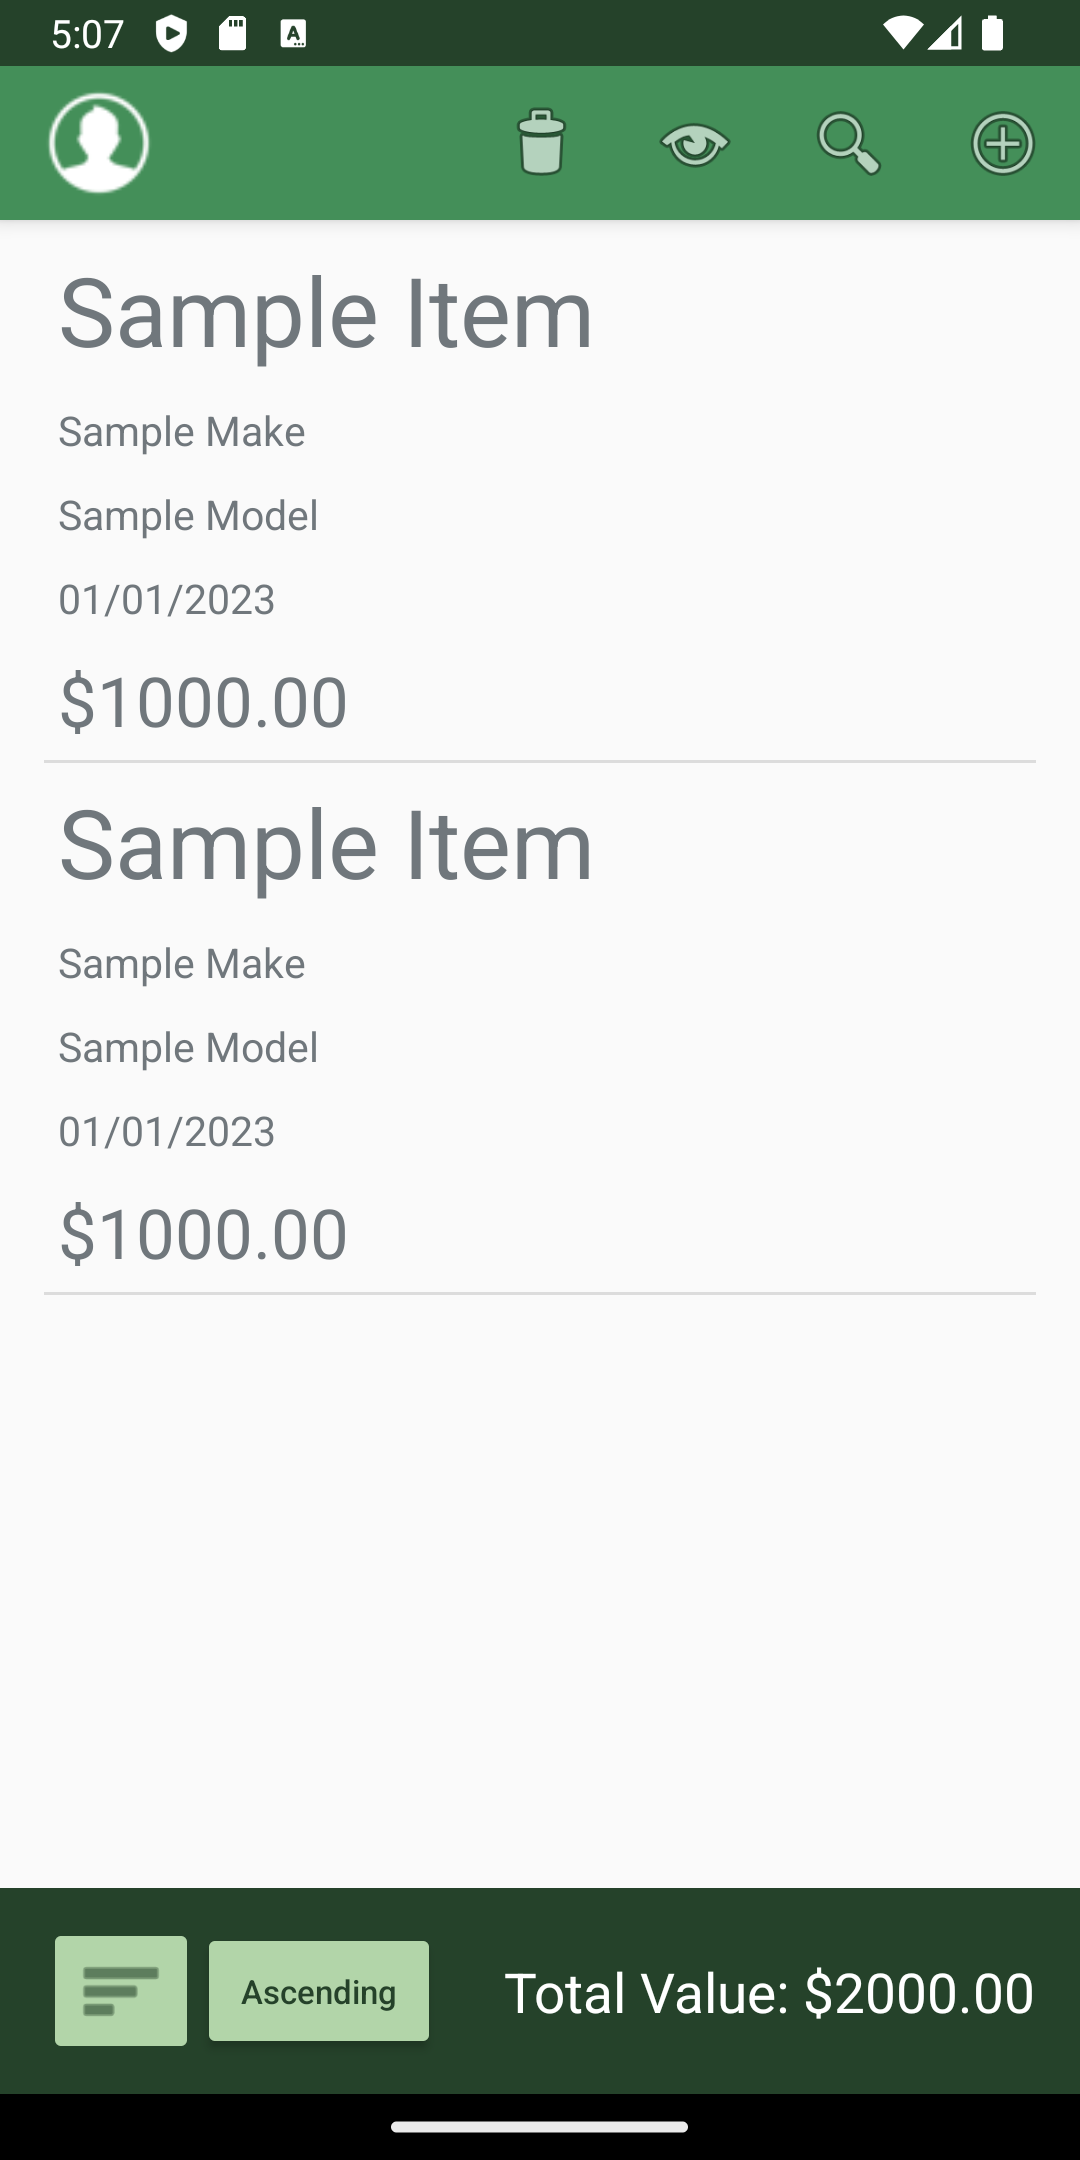 5:07
Sample Item
Sample Make
Sample Model
01/01/2023
$1000.00
Sample Item
Sample Make
Sample Model
01/01/2023
$1000.00
Ascending
Total Value: $2000.00